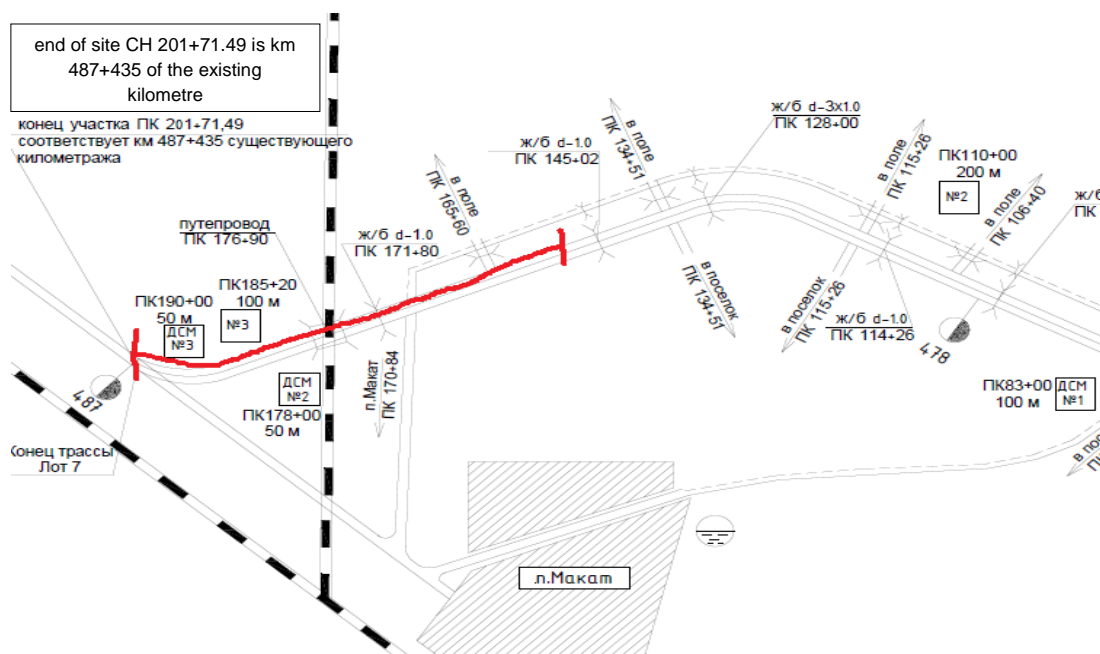 end of site CH 201+71.49 is km
487+435 of the existing
kilometre
конец участка ПК 201+71,49
соответствует км 487+435 существующего
километража
путепровод
ПК 176+90
ж/б d-1.0
ПК 171+80
в поле
ПК 165+60
ж/б d-1.0
ПК 145+02
в поле
ПК 134+51
ж/б d-3x1.0
ПК 128+00
в поле
ПК 115+26
ПК110+00
200 м
№2
в поле
ПК 106+40
ж/б
ПК
ПК190+00
50 м
ДСМ
№3
ПК185+20
100 м
№3
в поселок
ПК 134+51
в поселок
ПК 115+26
ж/б d-1.0
ПК 114+26
478
ПК83+00
100 м
ДСМ
№1
487
ДСМ
№2
ПК178+00
50 м
п.Макат
ПК 170+84
Конец трассы
Лот 7
в пос
ПК
п.Макат